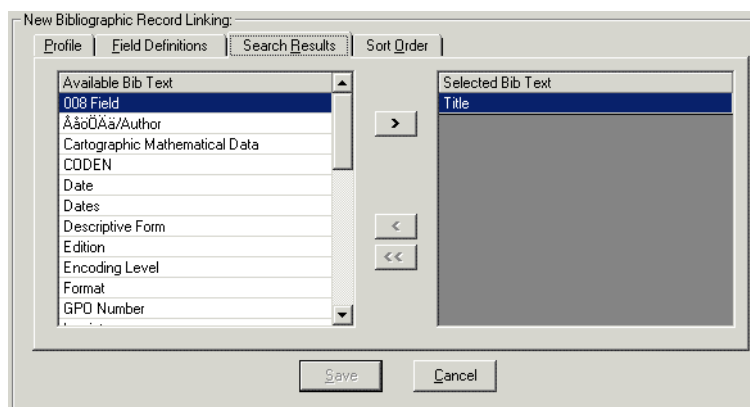 New Bibliographic Record Linking:
Profile
Field Definitions
Search Results
Sort Order
Available Bib Text
008 Field
ÅåöÖÄä/Author
Cartographic Mathematical Data
CODEN
Date
Dates
Descriptive Form
Edition
Encoding Level
Format
GPO Number
>
<
<<
Selected Bib Text
Title
Save
Cancel